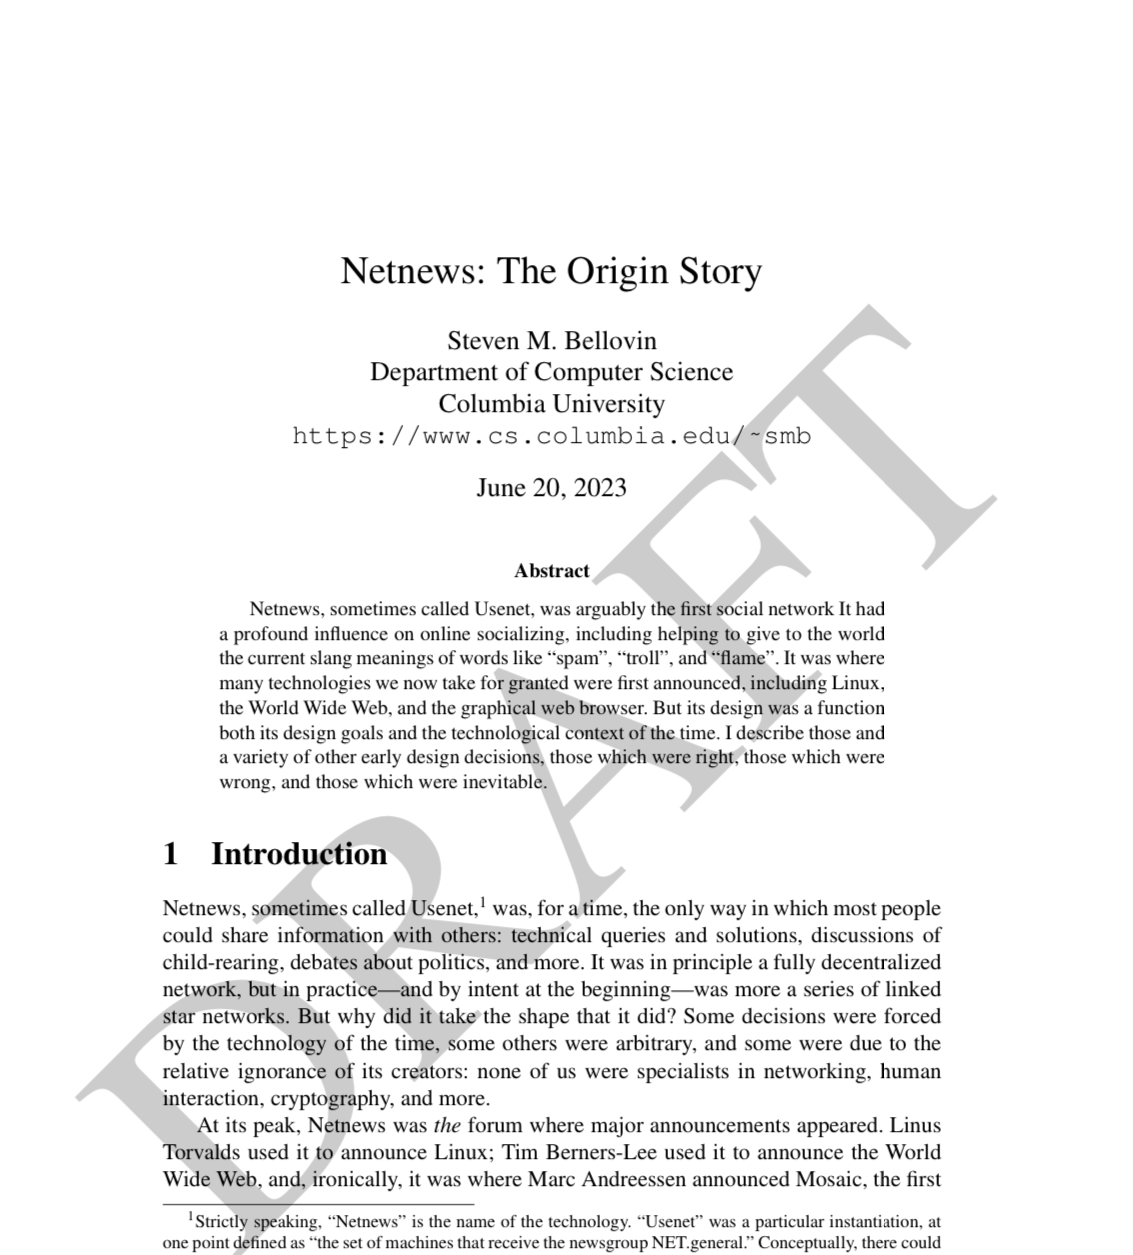 Netnews: The Origin Story
Steven M. Bellovin
Department of Computer Science
Columbia University
https://www.cs.columbia.edu/~smb
June 20, 2023
Abstract
Netnews, sometimes called Usenet, was arguably the first social network It had
a profound influence on online socializing, including helping to give to the world
the current slang meanings of words like “spam”, “troll”, and “flame”. It was where
many technologies we now take for granted were first announced, including Linux,
the World Wide Web, and the graphical web browser. But its design was a function
both its design goals and the technological context of the time. I describe those and
a variety of other early design decisions, those which were right, those which were
wrong, and those which were inevitable.
1 Introduction
Netnews, sometimes called Usenet,1 was, for a time, the only way in which most people
could share information with others: technical queries and solutions, discussions of
child-rearing, debates about politics, and more. It was in principle a fully decentralized
network, but in practice—and by intent at the beginning—was more a series of linked
star networks. But why did it take the shape that it did? Some decisions were forced
by the technology of the time, some others were arbitrary, and some were due to the
relative ignorance of its creators: none of us were specialists in networking, human
interaction, cryptography, and more.
At its peak, Netnews was the forum where major announcements appeared. Linus
Torvalds used it to announce Linux; Tim Berners-Lee used it to announce the World
Wide Web, and, ironically, it was where Marc Andreessen announced Mosaic, the first
1Strictly speaking, “Netnews” is the name of the technology. “Usenet” was a particular instantiation, at
one point defined as “the set of machines that receive the newsgroup NET.general.” Conceptually, there could
DRAFT